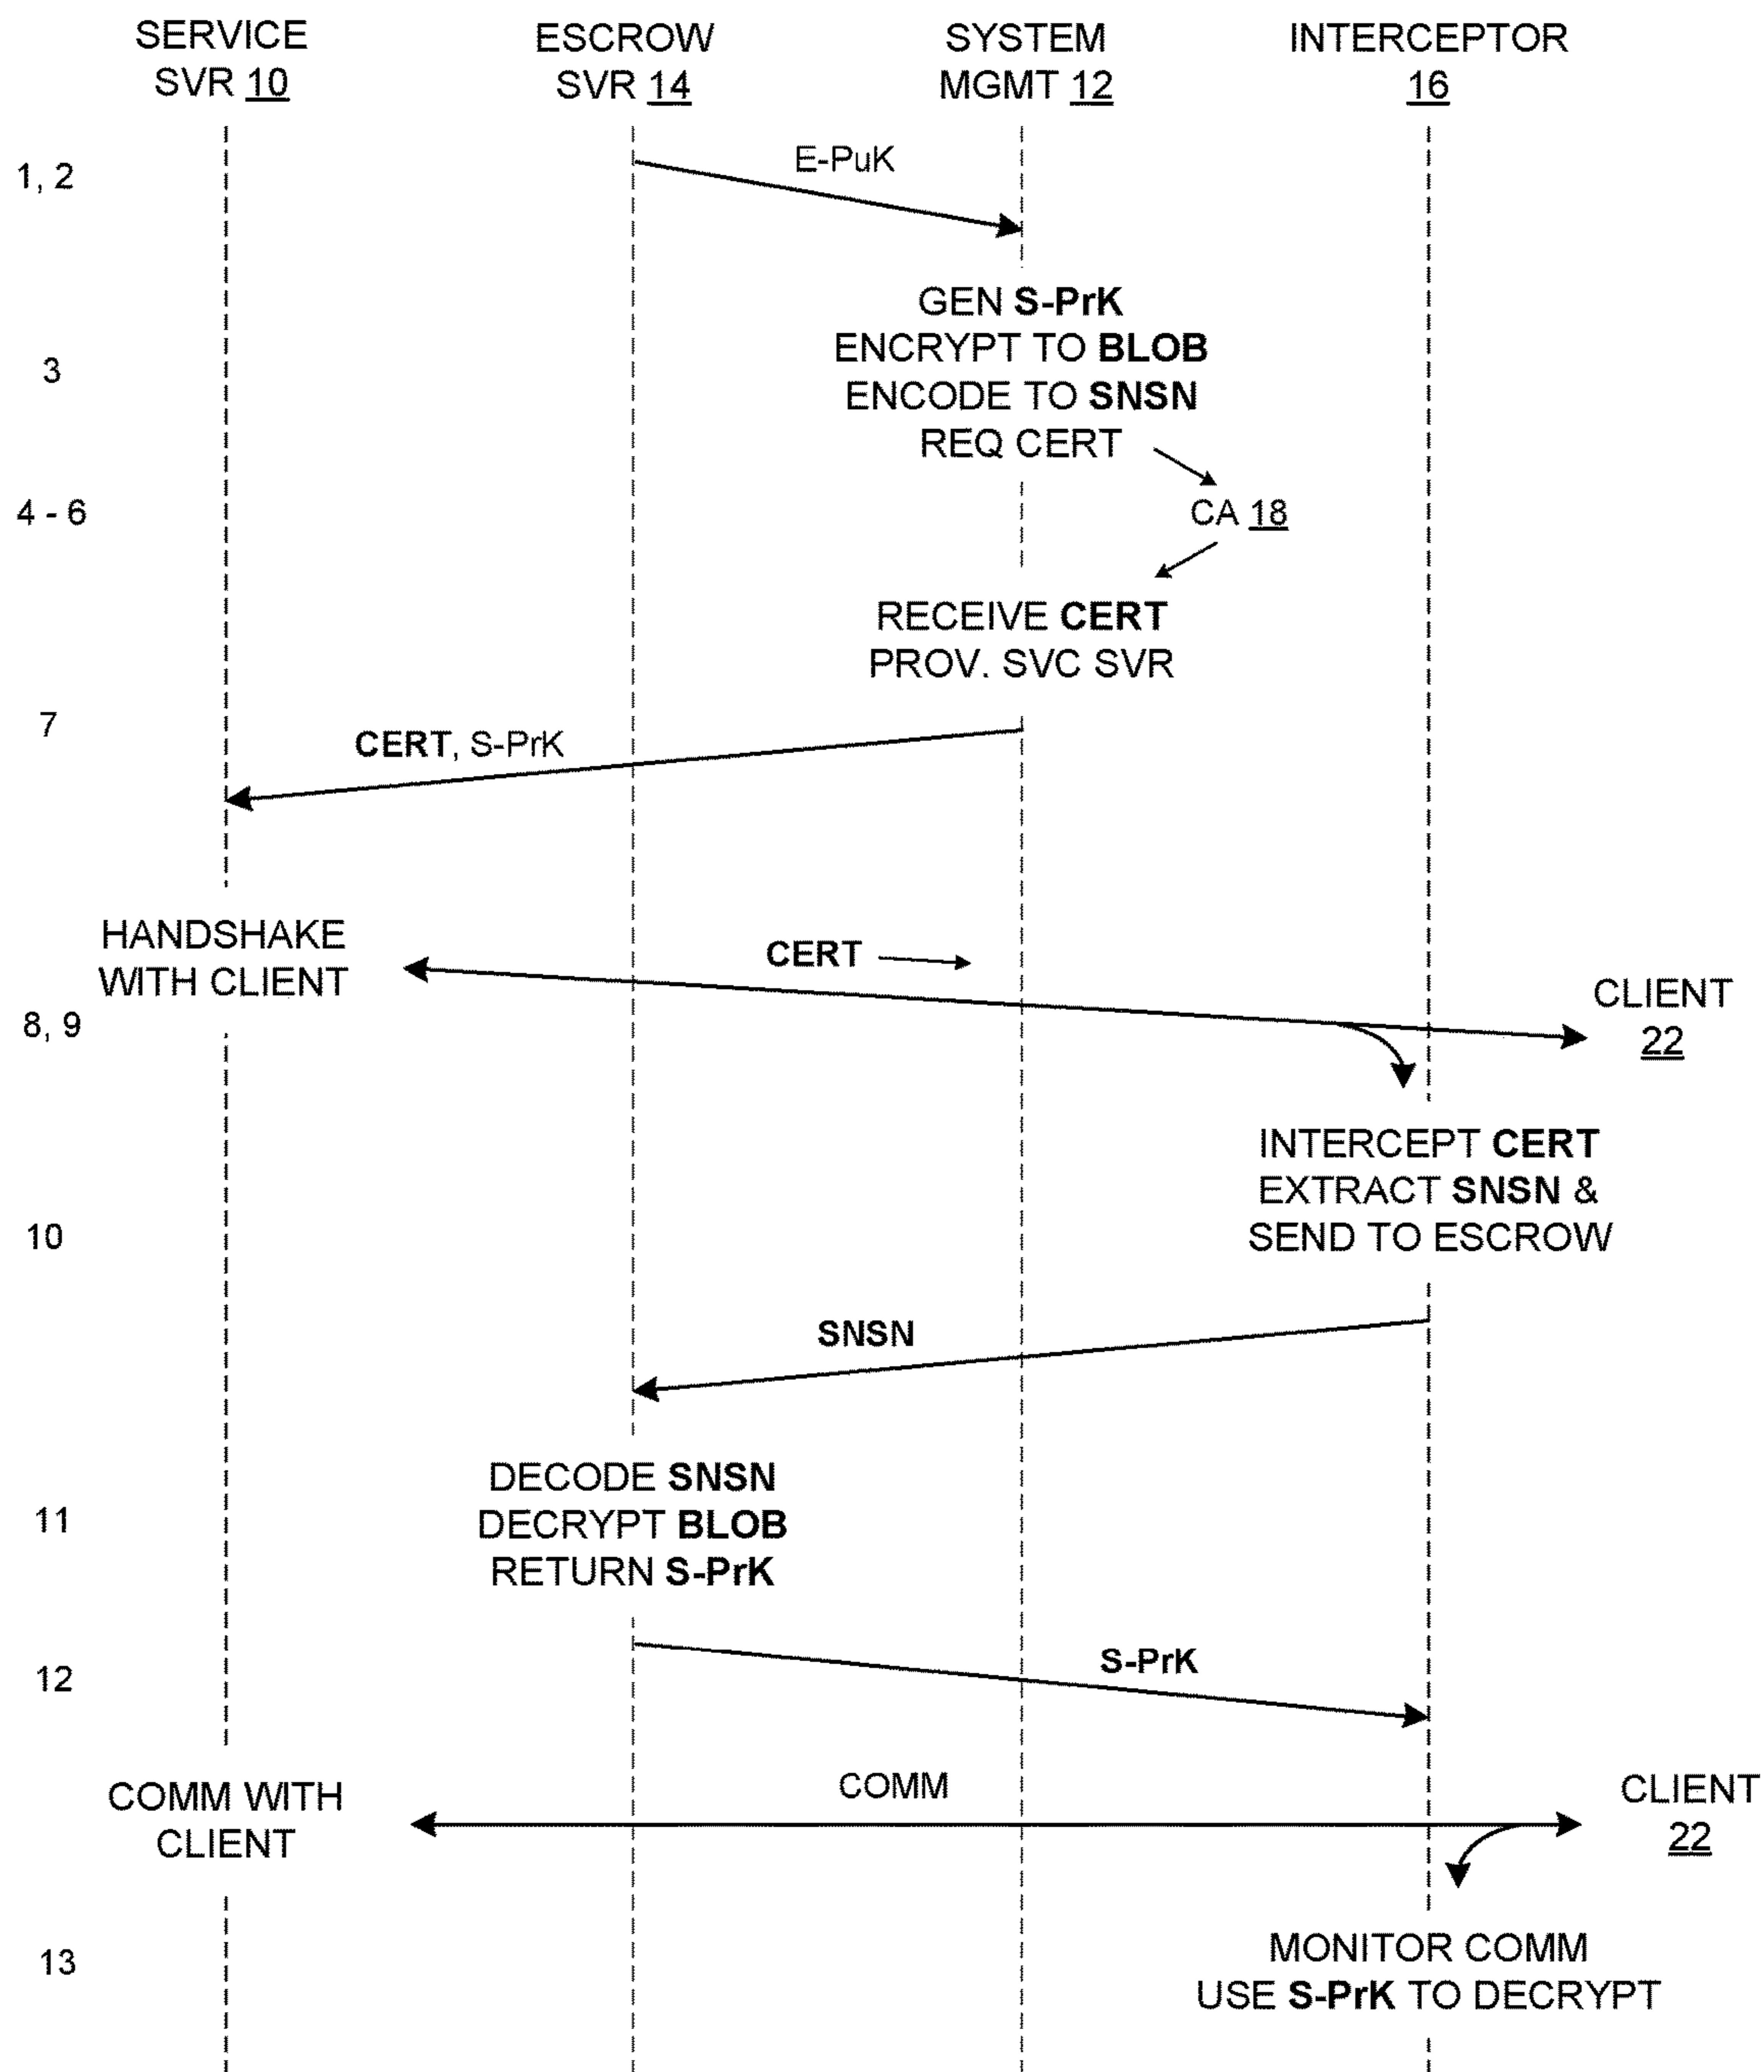 SERVICE
SVR 10
ESCROW
SVR 14
SYSTEM
MGMT 12
INTERCEPTOR
16
1, 2
E-PuK
3
GEN S-PrK
ENCRYPT TO BLOB
ENCODE TO SNSN
REQ CERT
4 - 6
CA 18
RECEIVE CERT
PROV. SVC SVR
7
CERT, S-PrK
HANDSHAKE
WITH CLIENT
CERT
CLIENT
22
8, 9
INTERCEPT CERT
EXTRACT SNSN &
SEND TO ESCROW
10
SNSN
11
DECODE SNSN
DECRYPT BLOB
RETURN S-PrK
12
S-PrK
COMM WITH
CLIENT
COMM
CLIENT
22
13
MONITOR COMM
USE S-PrK TO DECRYPT